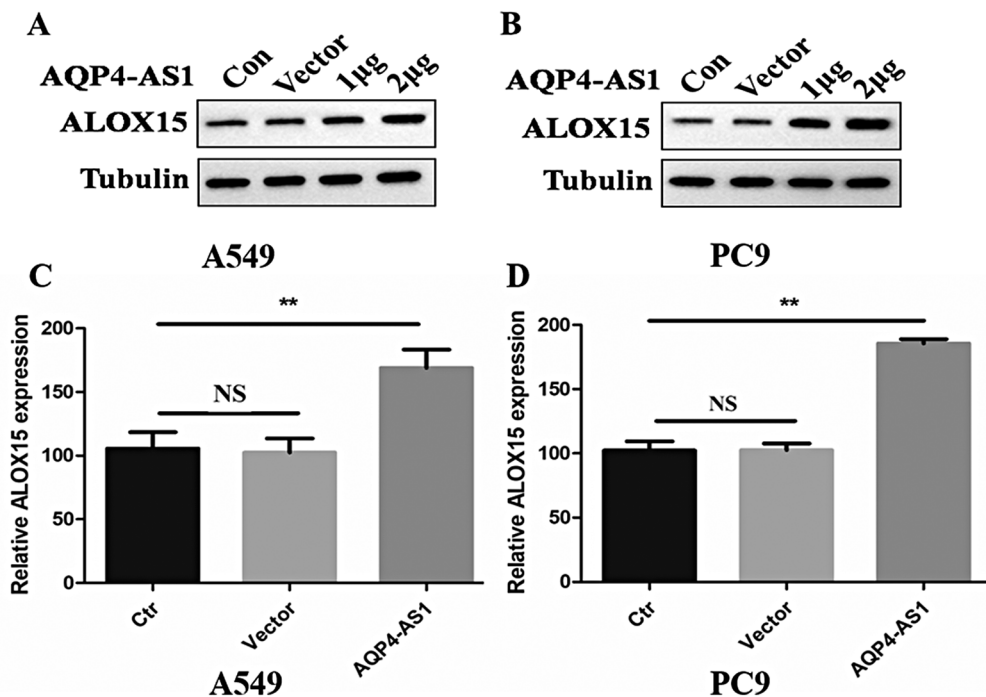 A
AQP4-AS1 Con Vector 1µg 2µg
ALOX15
Tubulin
A549
B
AQP4-AS1 Con Vector 1µg 2µg
ALOX15
Tubulin
PC9
C
Relative ALOX15 expression
200
150
100
50
0
**
NS
Ctr
Vector
AQP4-AS1
A549
D
Relative ALOX15 expression
200
150
100
50
0
**
NS
Ctr
Vector
AQP4-AS1
PC9